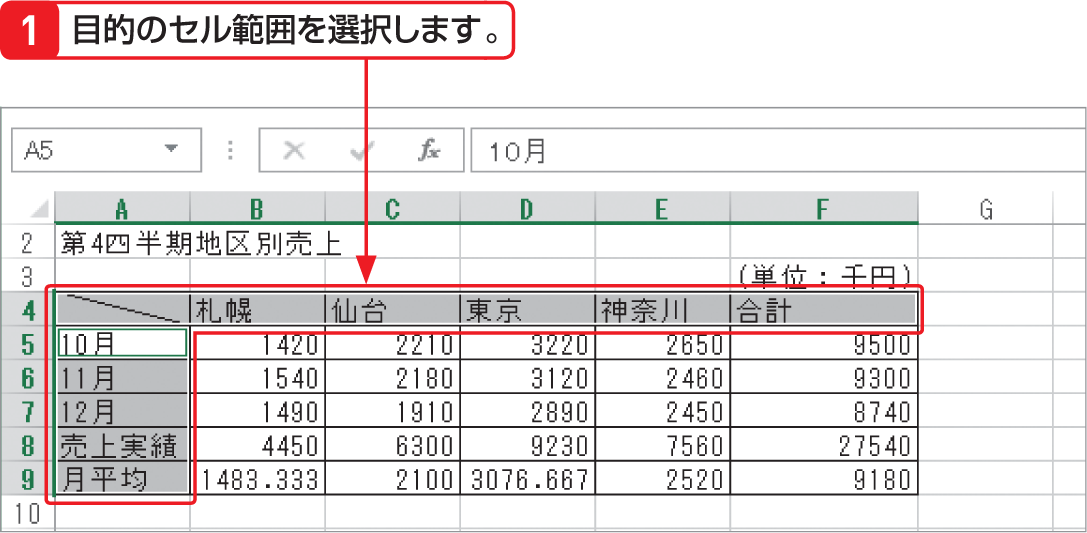 1 目的のセル範囲を選択します。
A5 fx 10月
A B C D E F G
2 第4四半期地区別売上
3 (単位:千円)
4 札幌 仙台 東京 神奈川 合計
5 10月 1420 2210 3220 2650 9500
6 11月 1540 2180 3120 2460 9300
7 12月 1490 1910 2890 2450 8740
8 売上実績 4450 6300 9230 7560 27540
9 月平均 1483.333 2100 3076.667 2520 9180
10